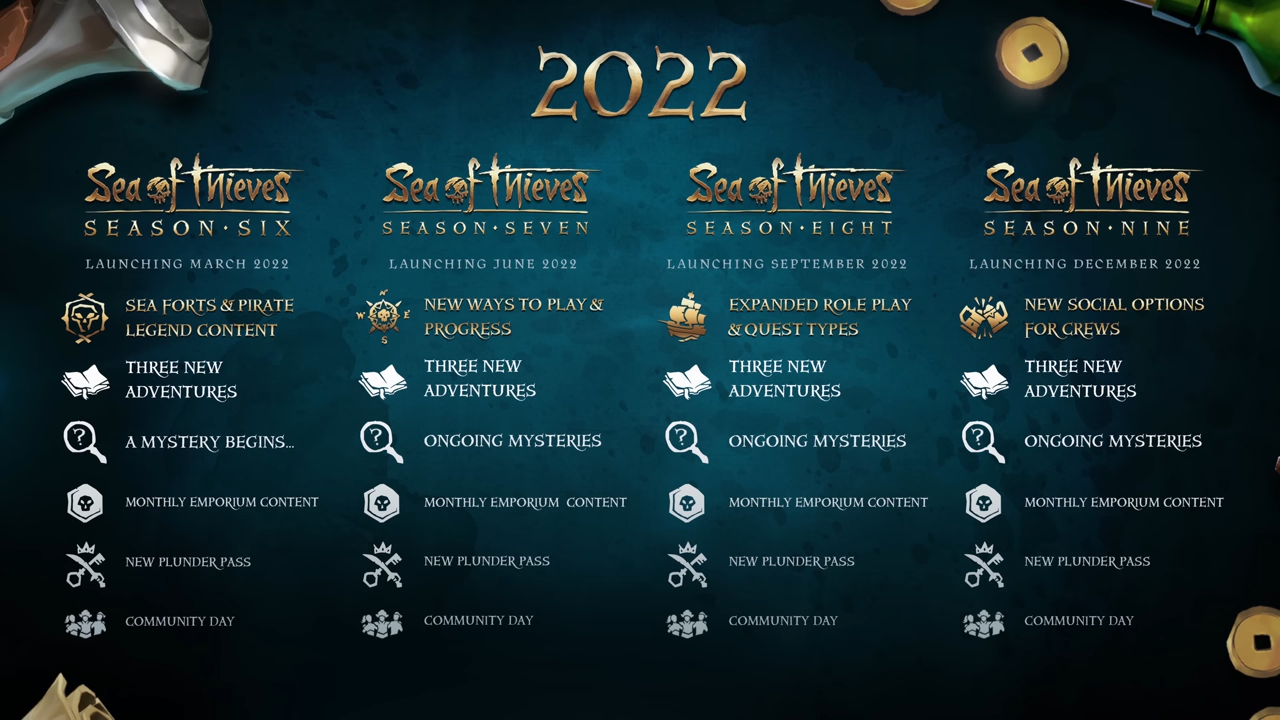 2022
Sea of Thieves
SEASON·SIX
LAUNCHING MARCH 2022
SEA FORTS & PIRATE
LEGEND CONTENT
THREE NEW
ADVENTURES
A MYSTERY BEGINS...
MONTHLY EMPORIUM CONTENT
NEW PLUNDER PASS
COMMUNITY DAY
Sea of Thieves
SEASON·SEVEN
LAUNCHING JUNE 2022
N
W
E
S
NEW WAYS TO PLAY &
PROGRESS
THREE NEW
ADVENTURES
?
ONGOING MYSTERIES
MONTHLY EMPORIUM CONTENT
NEW PLUNDER PASS
COMMUNITY DAY
Sea of Thieves
SEASON·EIGHT
LAUNCHING SEPTEMBER 2022
EXPANDED ROLE PLAY
& QUEST TYPES
THREE NEW
ADVENTURES
?
ONGOING MYSTERIES
MONTHLY EMPORIUM CONTENT
NEW PLUNDER PASS
COMMUNITY DAY
Sea of Thieves
SEASON·NINE
LAUNCHING DECEMBER 2022
NEW SOCIAL OPTIONS
FOR CREWS
THREE NEW
ADVENTURES
?
ONGOING MYSTERIES
MONTHLY EMPORIUM CONTENT
NEW PLUNDER PASS
COMMUNITY DAY